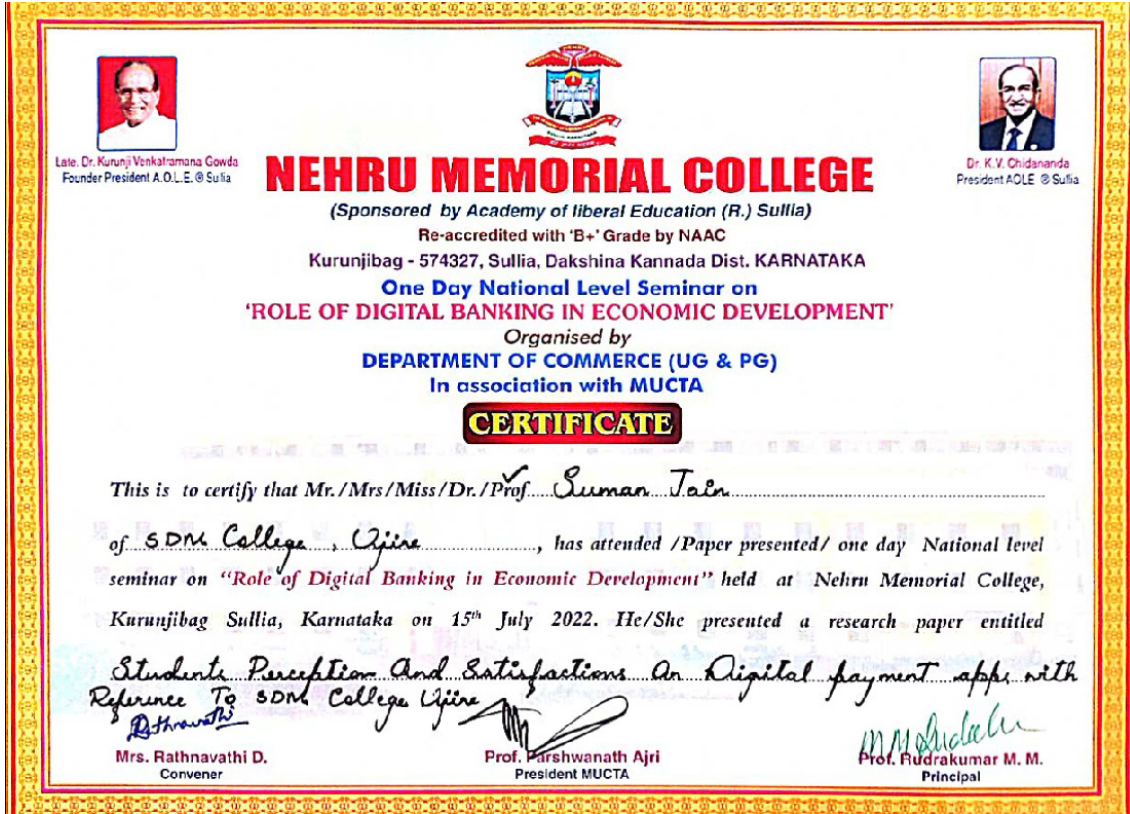 Late. Dr. Kurunji Venkatramana Gowda
Founder President A.O.L.E.® Sullia
Dr. K.V. Chidananda
President AOLE ® Sullia
NEHRU MEMORIAL COLLEGE
(Sponsored by Academy of liberal Education (R.) Sullia)
Re-accredited with 'B+' Grade by NAAC
Kurunjibag - 574327, Sullia, Dakshina Kannada Dist. KARNATAKA
One Day National Level Seminar on
'ROLE OF DIGITAL BANKING IN ECONOMIC DEVELOPMENT'
Organised by
DEPARTMENT OF COMMERCE (UG & PG)
In association with MUCTA
CERTIFICATE
This is to certify that Mr./Mrs/Miss/Dr./Prof Suman Jain
of SDM College, Ujire, has attended /Paper presented/ one day National level
seminar on "Role of Digital Banking in Economic Development" held at Nehru Memorial College,
Kurunjibag Sullia, Karnataka on 15th July 2022. He/She presented a research paper entitled
Students Perception And Satisfactions On Digital payment apps with
Reference To SDM College Ujire
Mrs. Rathnavathi D.
Convener
Prof. Parshwanath Ajri
President MUCTA
Prof. Rudrakumar M. M.
Principal